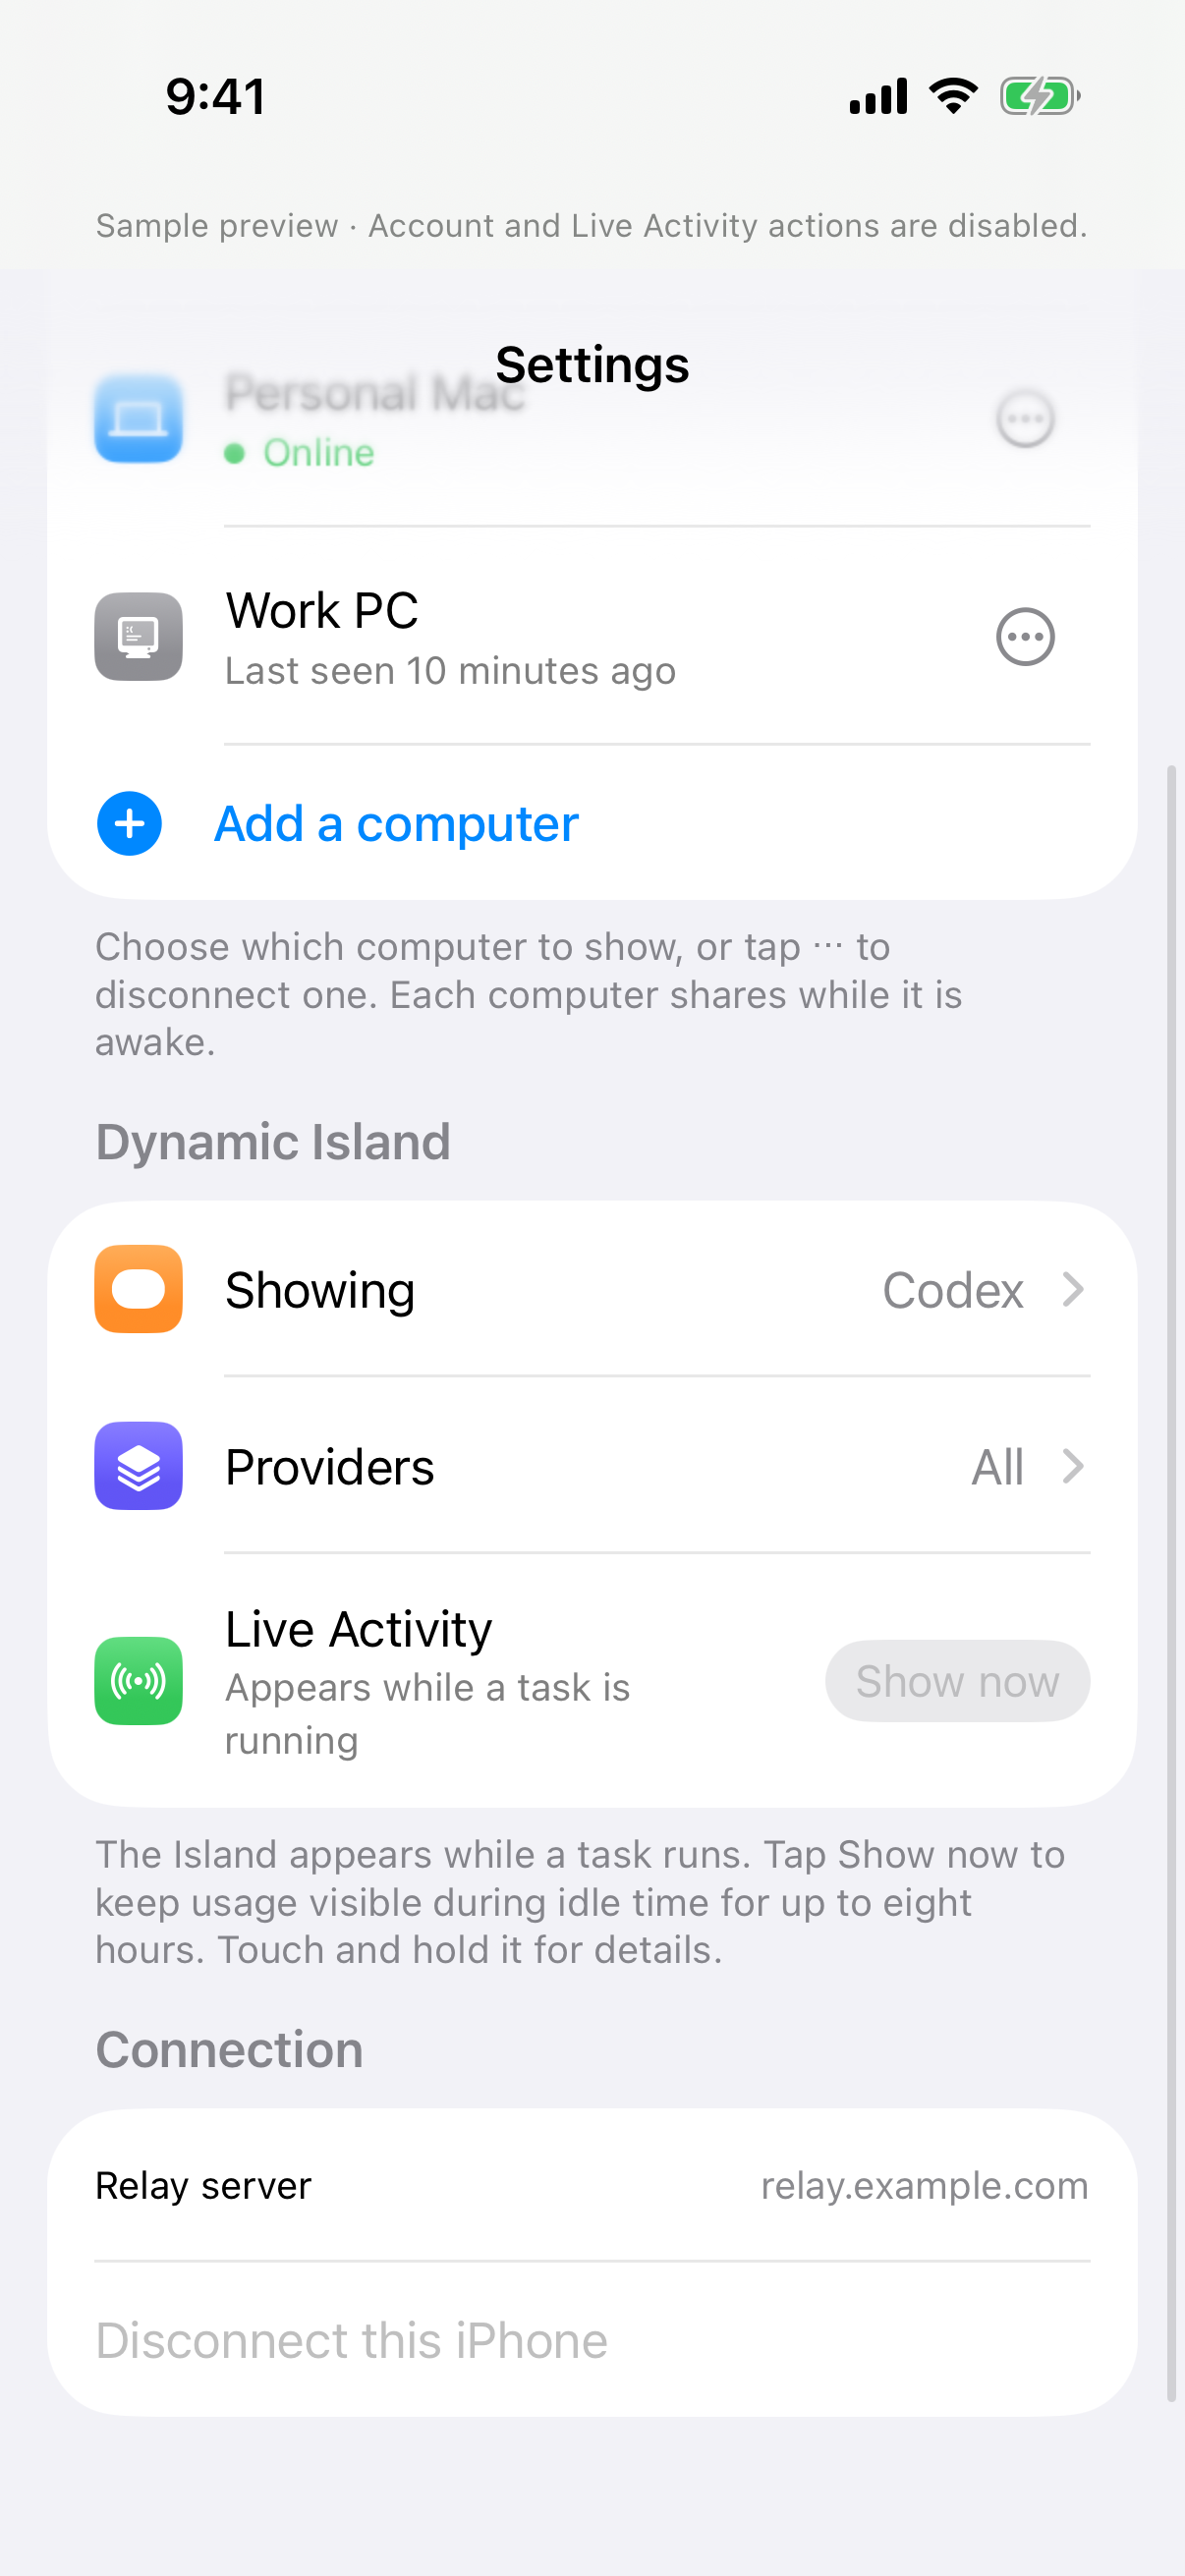 9:41
Sample preview · Account and Live Activity actions are disabled.
Settings
Personal Mac
Online
Work PC
Last seen 10 minutes ago
Add a computer
Choose which computer to show, or tap ··· to
disconnect one. Each computer shares while it is
awake.
Dynamic Island
Showing
Codex
Providers
All
Live Activity
Appears while a task is
running
Show now
The Island appears while a task runs. Tap Show now to
keep usage visible during idle time for up to eight
hours. Touch and hold it for details.
Connection
Relay server
relay.example.com
Disconnect this iPhone